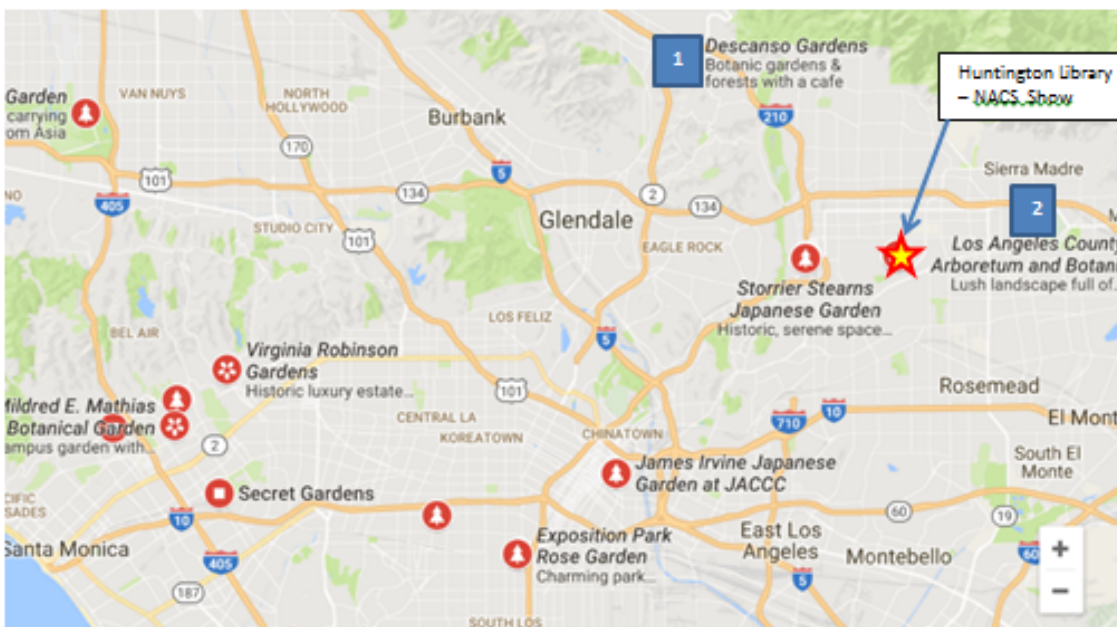 1
Descanso Gardens
Botanic gardens &
forests with a cafe
Huntington Library
– NACS Show
Garden
carrying
om Asia
VAN NUYS
NORTH
HOLLYWOOD
Burbank
170
210
5
101
405
134
2
134
Sierra Madre
NO
STUDIO CITY
101
Glendale
EAGLE ROCK
2
M
Los Angeles County
Arboretum and Botani
Lush landscape full of...
Storrier Stearns
Japanese Garden
Historic, serene space...
LOS FELIZ
5
BEL AIR
Virginia Robinson
Gardens
Historic luxury estate...
101
Rosemead
Mildred E. Mathias
Botanical Garden
ampus garden with...
CENTRAL LA
KOREATOWN
CHINATOWN
710
10
El Mont
2
South El
Monte
James Irvine Japanese
Garden at JACCC
CIFIC
SADES
Secret Gardens
10
60
19
Santa Monica
405
Exposition Park
Rose Garden
Charming park...
East Los
Angeles
Montebello
60
+
−
5
187
SOUTH LOS